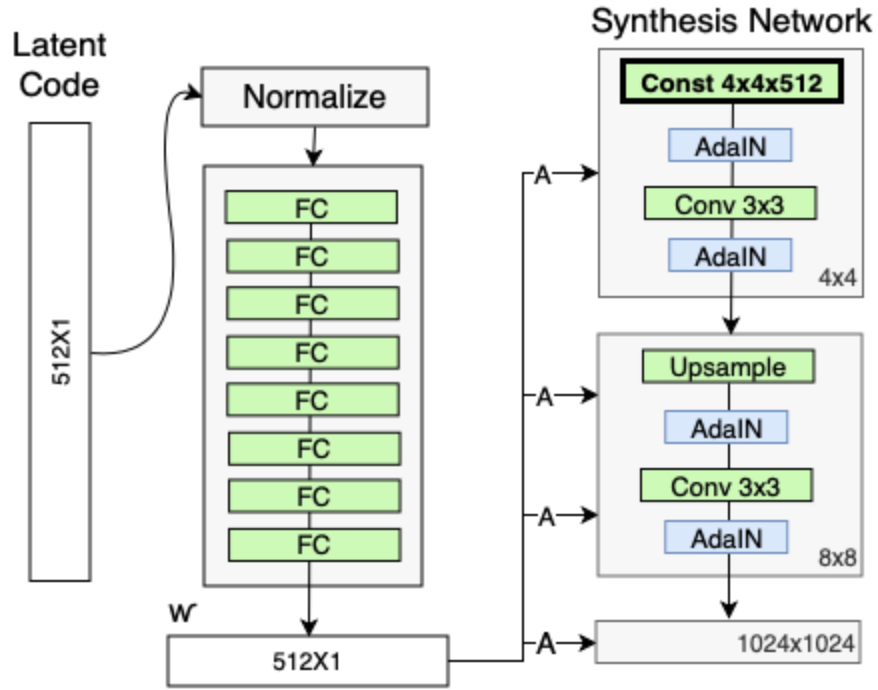 Latent
Code
512X1
Normalize
FC
FC
FC
FC
FC
FC
FC
FC
w
512X1
A
A
A
A
Synthesis Network
Const 4x4x512
AdaIN
Conv 3x3
AdaIN
4x4
Upsample
AdaIN
Conv 3x3
AdaIN
8x8
1024x1024